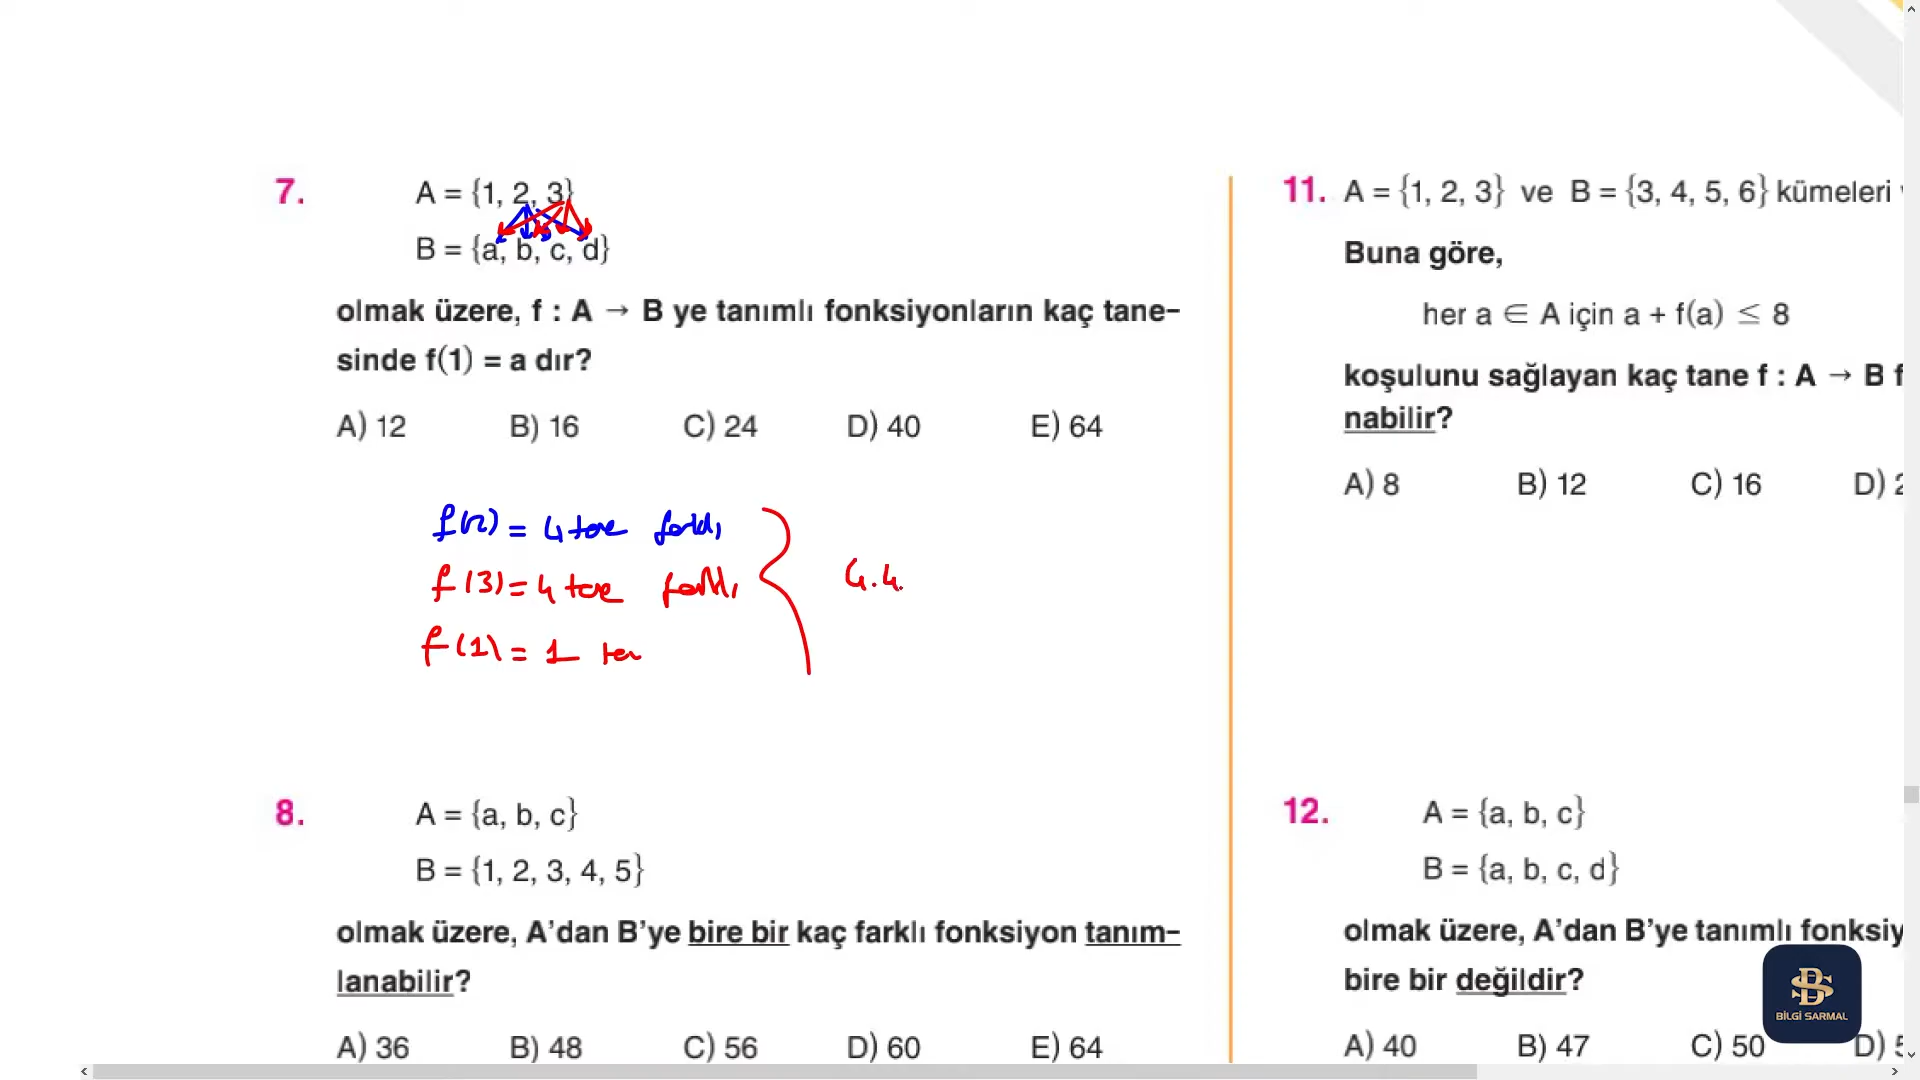 7. A = {1, 2, 3}
B = {a, b, c, d}
olmak üzere, f : A → B ye tanımlı fonksiyonların kaç tane-
sinde f(1) = a dır?
A) 12 B) 16 C) 24 D) 40 E) 64
f(2) = 4 tane farklı
f(3) = 4 tane farklı
f(1) = 1 tane
4.4
8. A = {a, b, c}
B = {1, 2, 3, 4, 5}
olmak üzere, A'dan B'ye bire bir kaç farklı fonksiyon tanım-
lanabilir?
A) 36 B) 48 C) 56 D) 60 E) 64
11. A = {1, 2, 3} ve B = {3, 4, 5, 6} kümeleri
Buna göre,
her a ∈ A için a + f(a) ≤ 8
koşulunu sağlayan kaç tane f : A → B f
nabilir?
A) 8 B) 12 C) 16 D) 2
12. A = {a, b, c}
B = {a, b, c, d}
olmak üzere, A'dan B'ye tanımlı fonksiy
bire bir değildir?
A) 40 B) 47 C) 50 D) 5
BİLGİ SARMAL